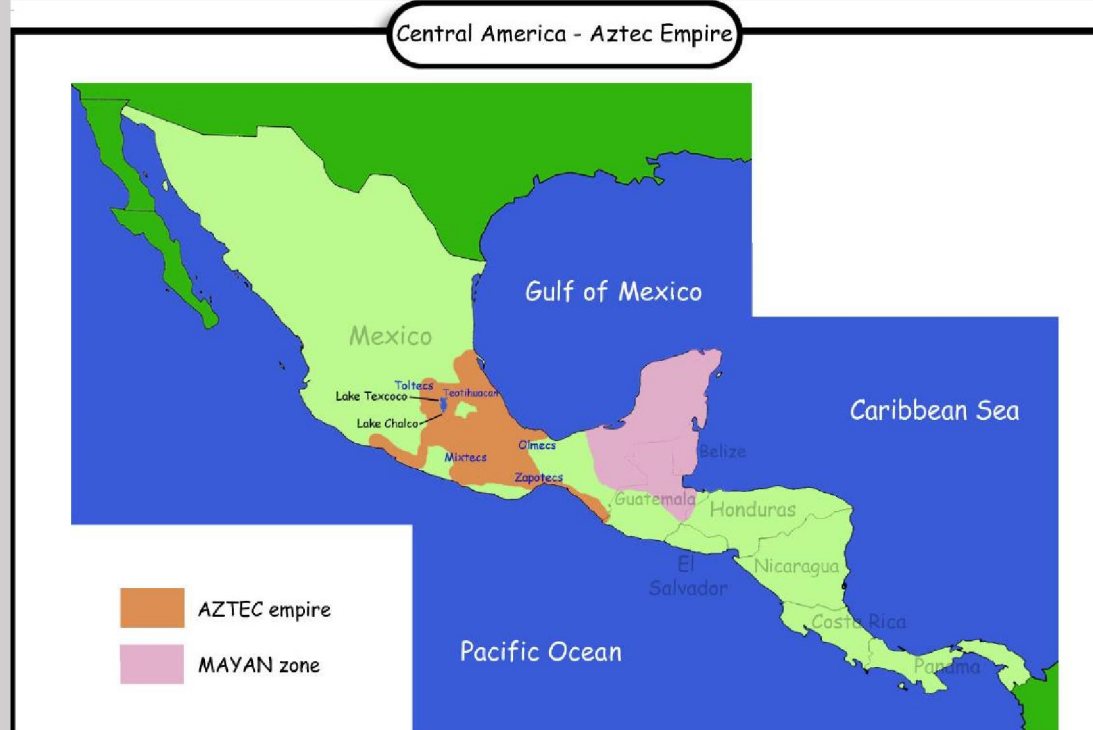 Central America - Aztec Empire
Gulf of Mexico
Mexico
Toltecs
Teotihuacan
Lake Texcoco
Caribbean Sea
Lake Chalco
Olmecs
Belize
Mixtecs
Zapotecs
Guatemala
Honduras
El
Salvador
Nicaragua
AZTEC empire
Costa Rica
Pacific Ocean
MAYAN zone
Panama